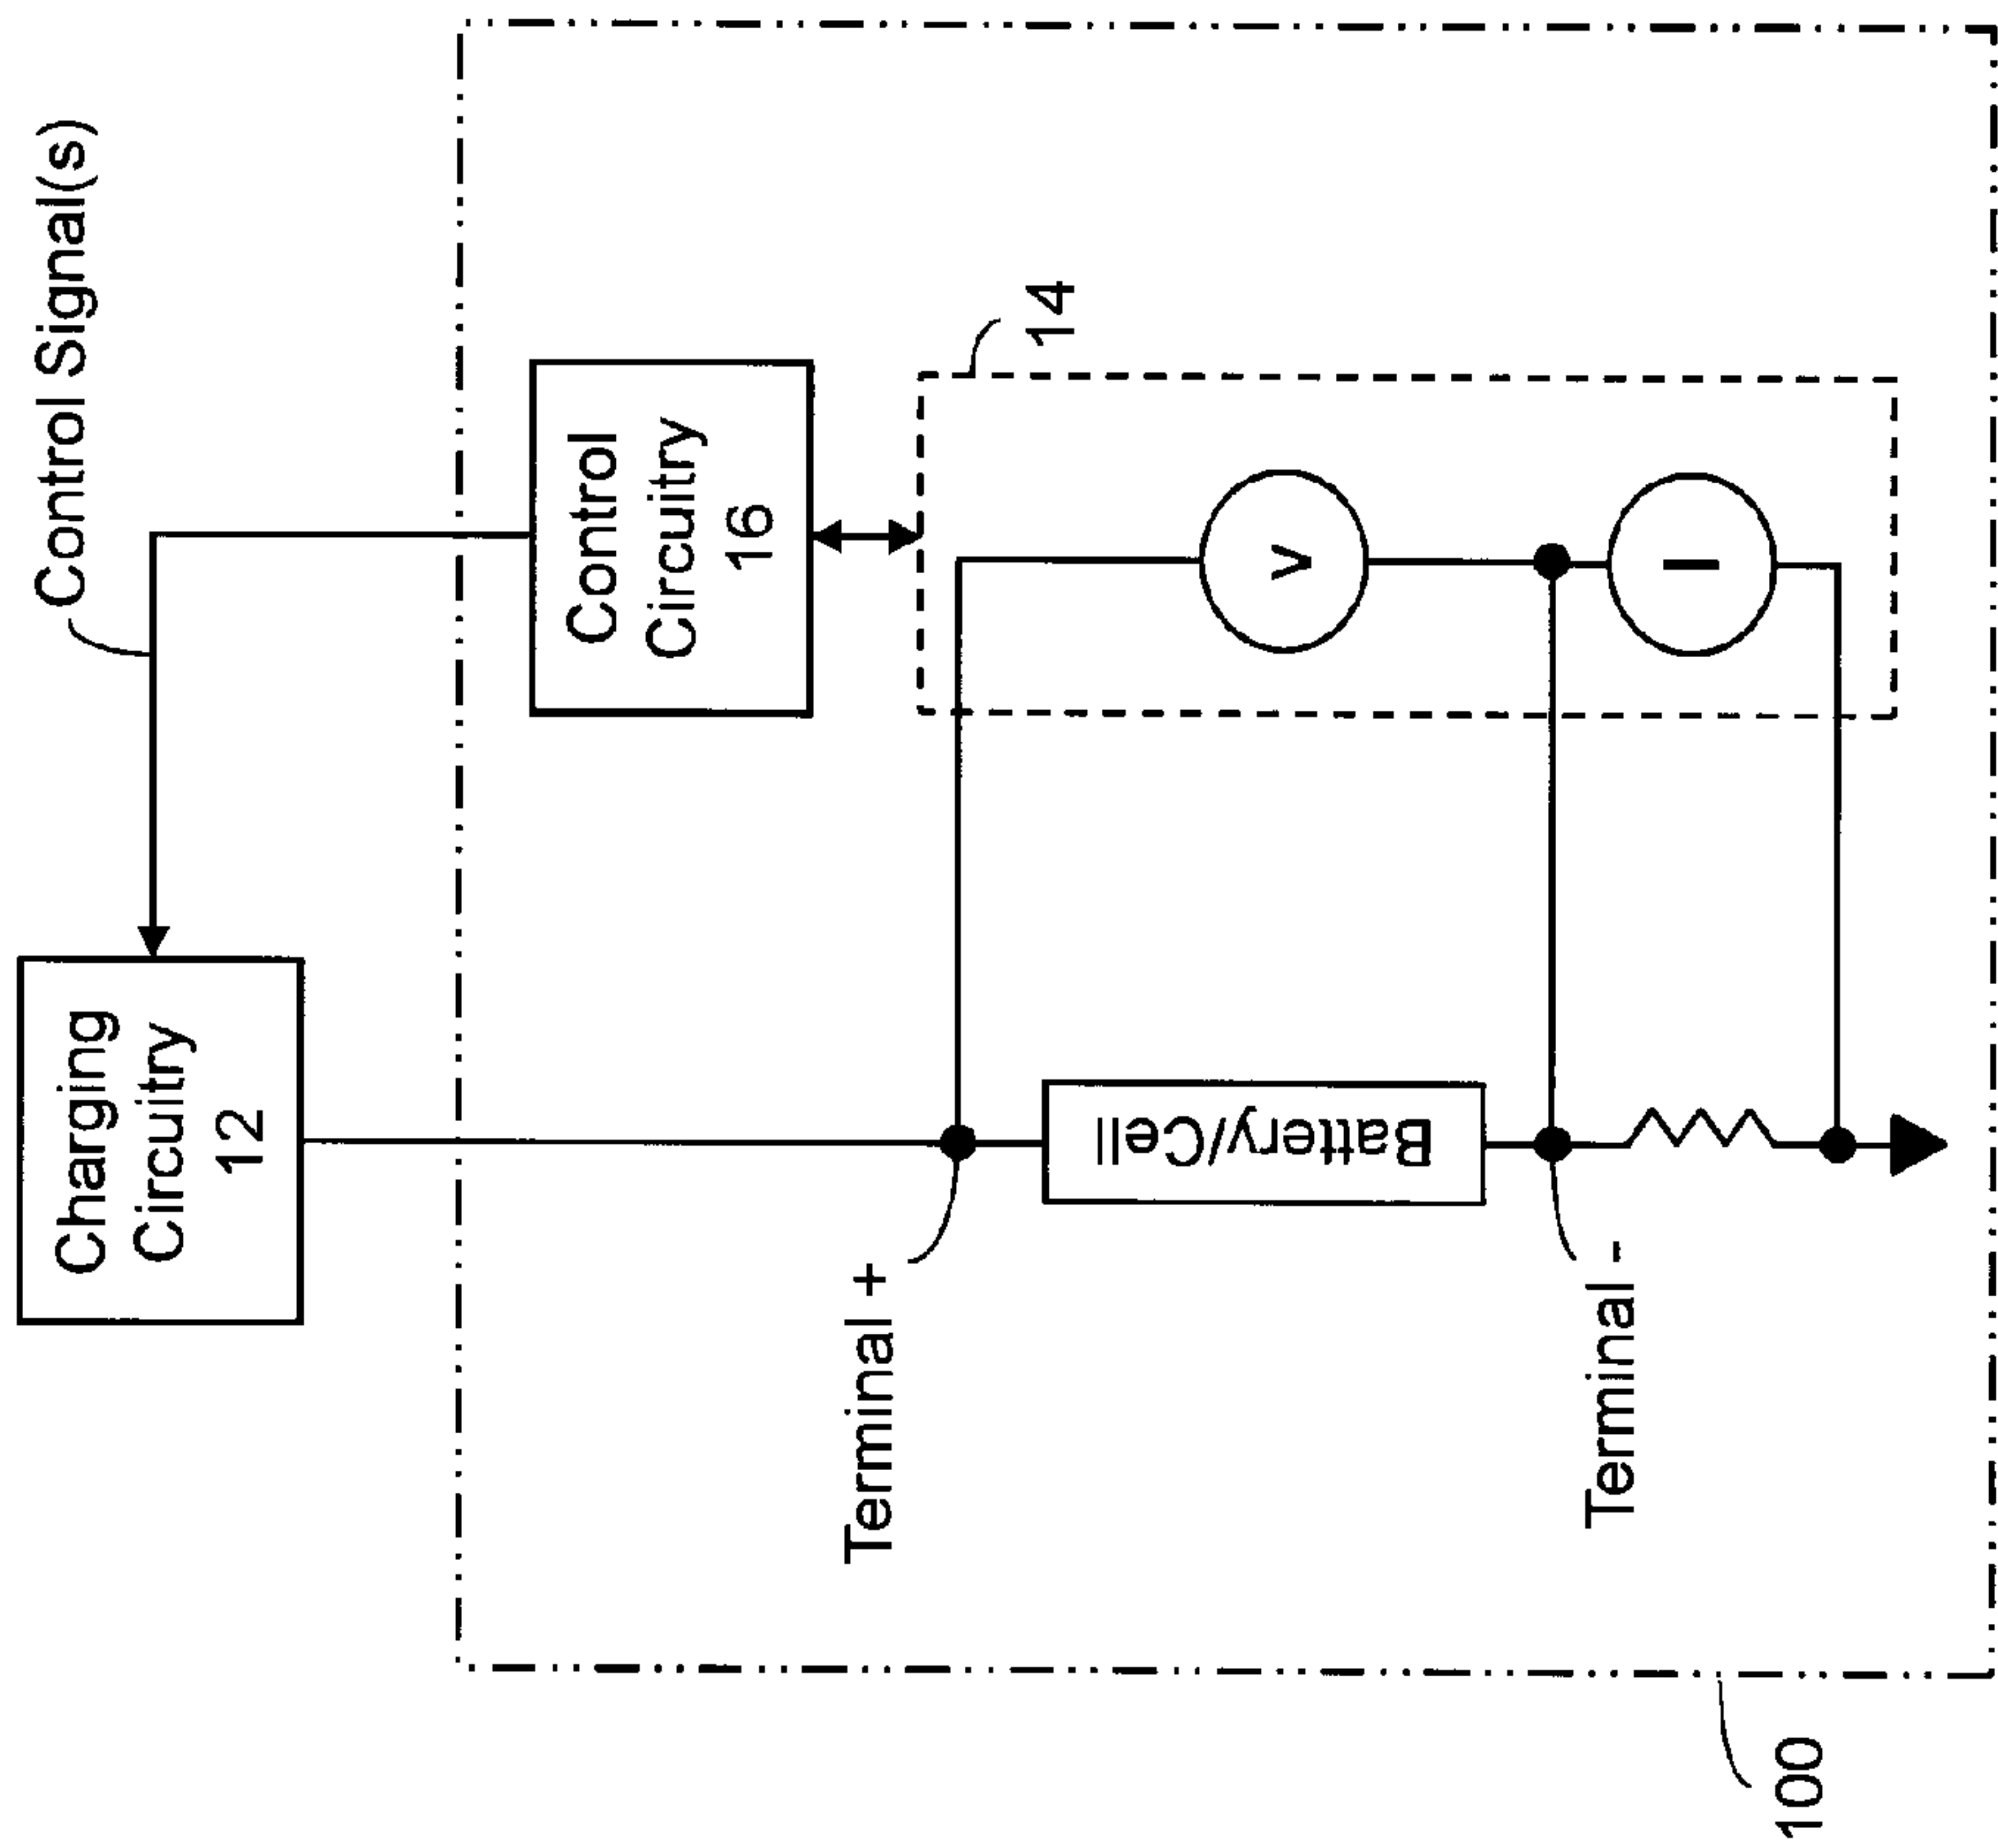 Control Signal(s)
Charging
Circuitry
12
Control
Circuitry
16
14
V
I
Terminal +
Battery/Cell
Terminal -
100